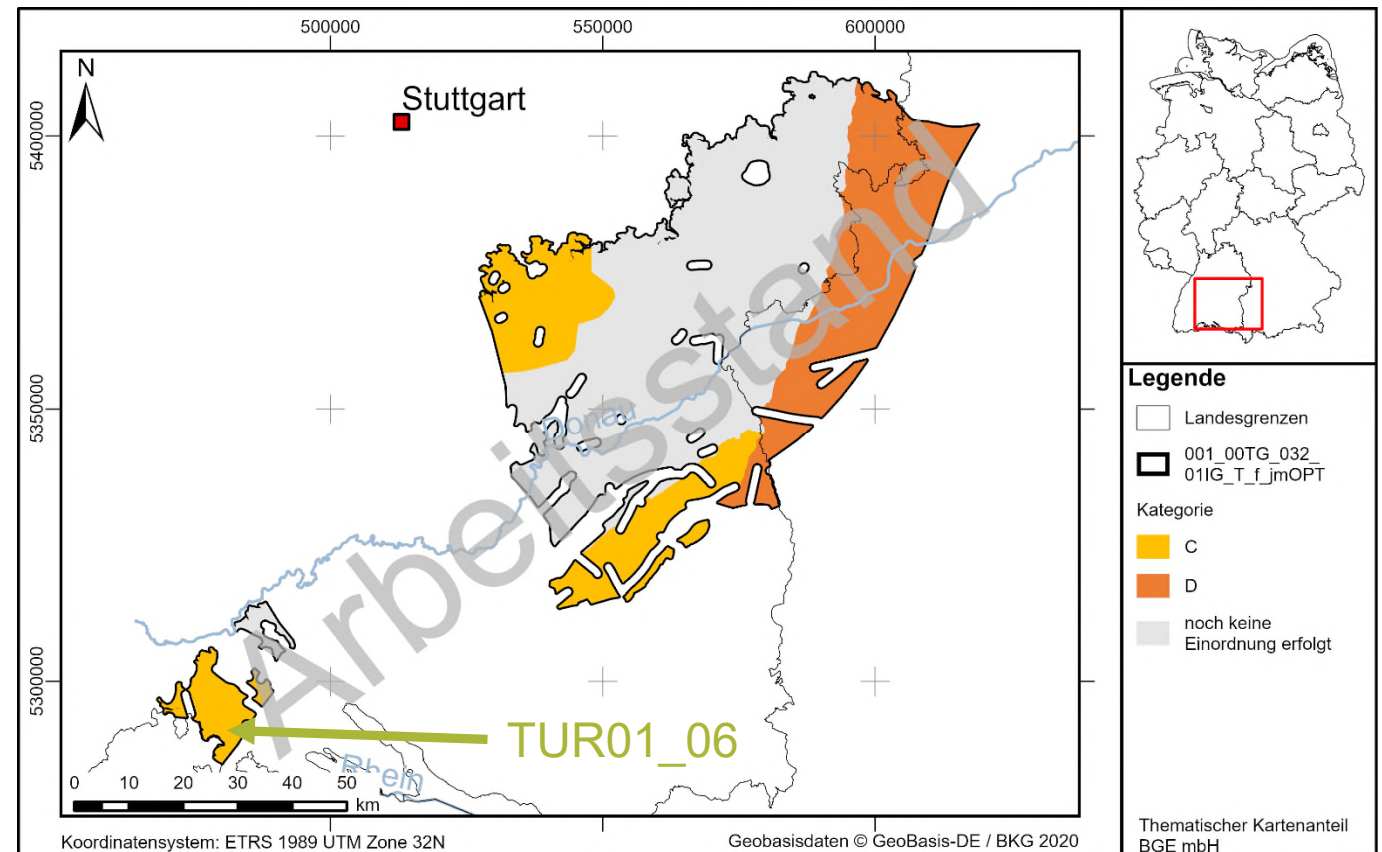 500000
550000
600000
N
Stuttgart
5400000
5350000
5300000
Donau
Arbeitsstand
TUR01_06
Rhein
0 10 20 30 40 50
km
Koordinatensystem: ETRS 1989 UTM Zone 32N
Geobasisdaten © GeoBasis-DE / BKG 2020
Legende
Landesgrenzen
001_00TG_032_
01IG_T_f_jmOPT
Kategorie
C
D
noch keine
Einordnung erfolgt
Thematischer Kartenanteil
BGE mbH